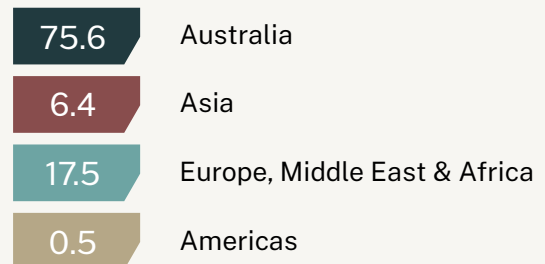 75.6 Australia
6.4 Asia
17.5 Europe, Middle East & Africa
0.5 Americas